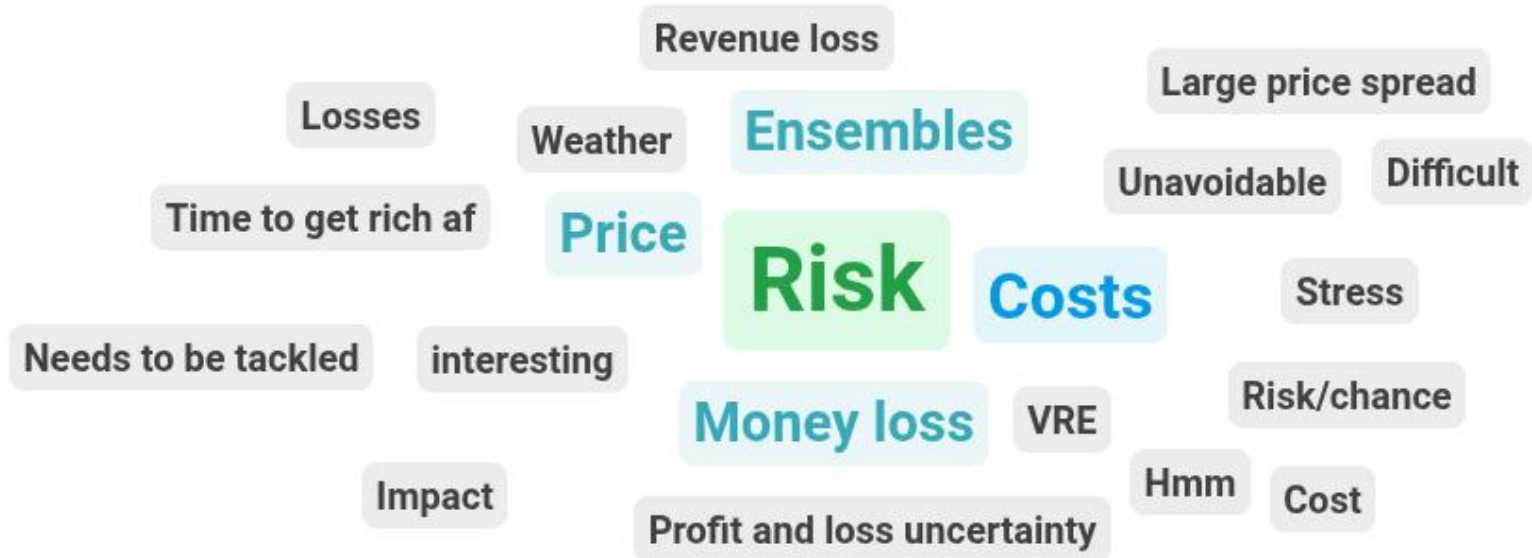 Revenue loss
Large price spread
Losses
Weather
Ensembles
Unavoidable
Difficult
Time to get rich af
Price
Risk
Costs
Stress
Needs to be tackled
interesting
Money loss
VRE
Risk/chance
Impact
Hmm
Cost
Profit and loss uncertainty